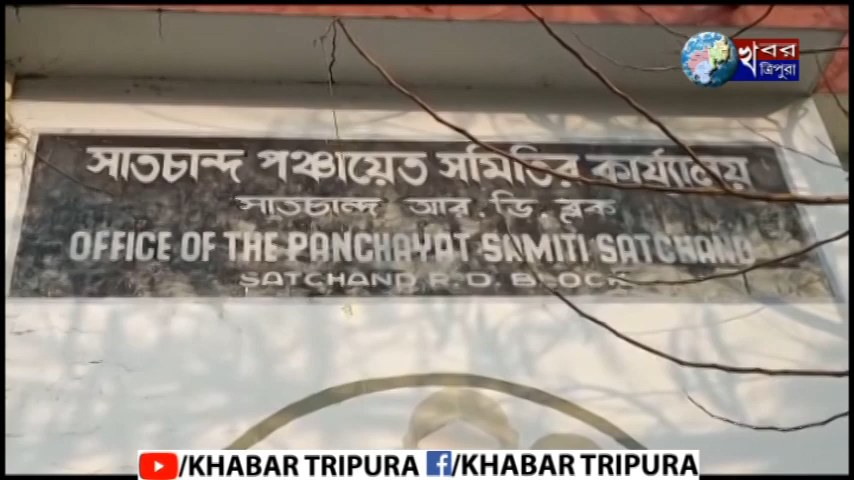 খবর
ত্রিপুরা
সাতচান্দ পঞ্চায়েত সমিতির কার্য্যালয়
সাতচান্দ আর. ডি. ব্লক
OFFICE OF THE PANCHAYAT SAMITI SATCHAND
SATCHAND R. D. BLOCK
/KHABAR TRIPURA /KHABAR TRIPURA